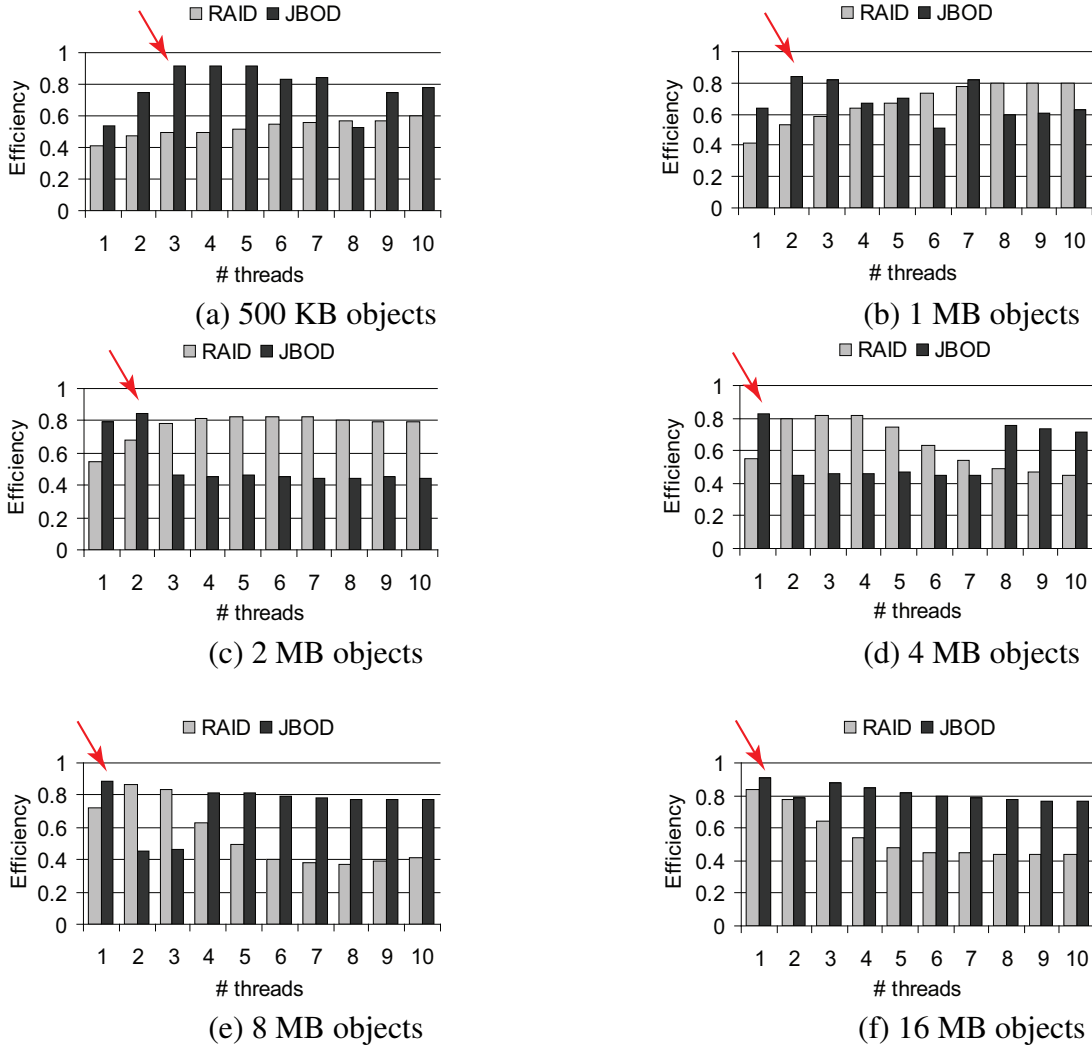 RAID JBOD
Efficiency
1
0.8
0.6
0.4
0.2
0
1 2 3 4 5 6 7 8 9 10
# threads
(a) 500 KB objects
RAID JBOD
Efficiency
1
0.8
0.6
0.4
0.2
0
1 2 3 4 5 6 7 8 9 10
# threads
(b) 1 MB objects
RAID JBOD
Efficiency
1
0.8
0.6
0.4
0.2
0
1 2 3 4 5 6 7 8 9 10
# threads
(c) 2 MB objects
RAID JBOD
Efficiency
1
0.8
0.6
0.4
0.2
0
1 2 3 4 5 6 7 8 9 10
# threads
(d) 4 MB objects
RAID JBOD
Efficiency
1
0.8
0.6
0.4
0.2
0
1 2 3 4 5 6 7 8 9 10
# threads
(e) 8 MB objects
RAID JBOD
Efficiency
1
0.8
0.6
0.4
0.2
0
1 2 3 4 5 6 7 8 9 10
# threads
(f) 16 MB objects